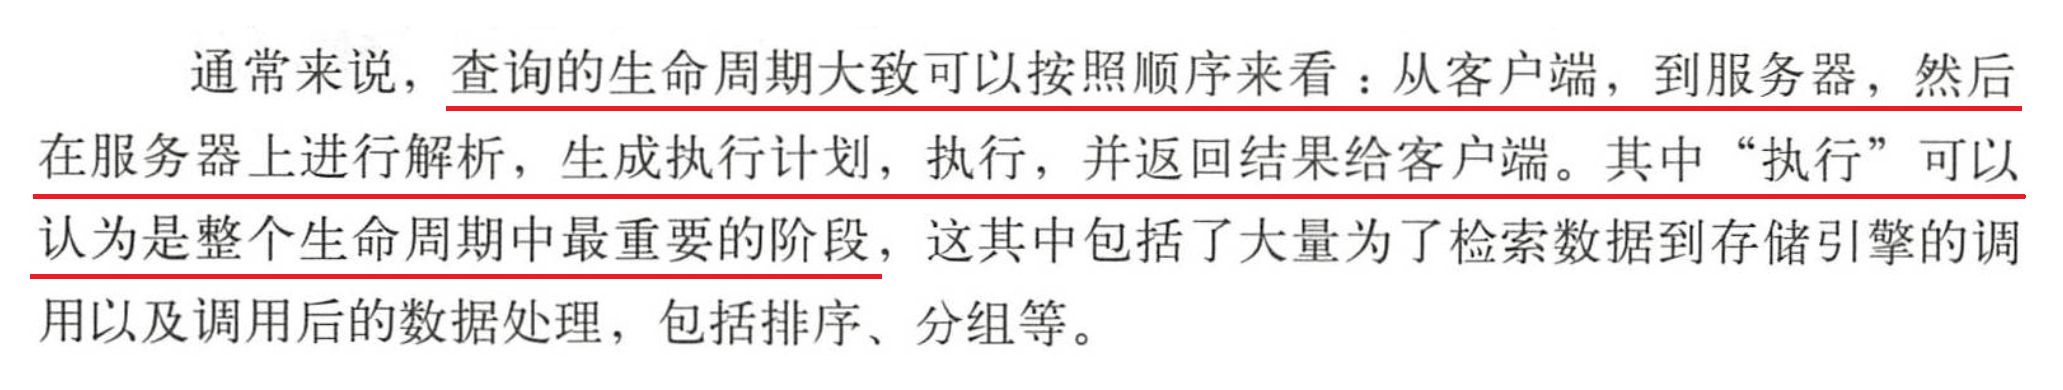 通常来说，查询的生命周期大致可以按照顺序来看：从客户端，到服务器，然后
在服务器上进行解析，生成执行计划，执行，并返回结果给客户端。其中“执行”可以
认为是整个生命周期中最重要的阶段，这其中包括了大量为了检索数据到存储引擎的调
用以及调用后的数据处理，包括排序、分组等。